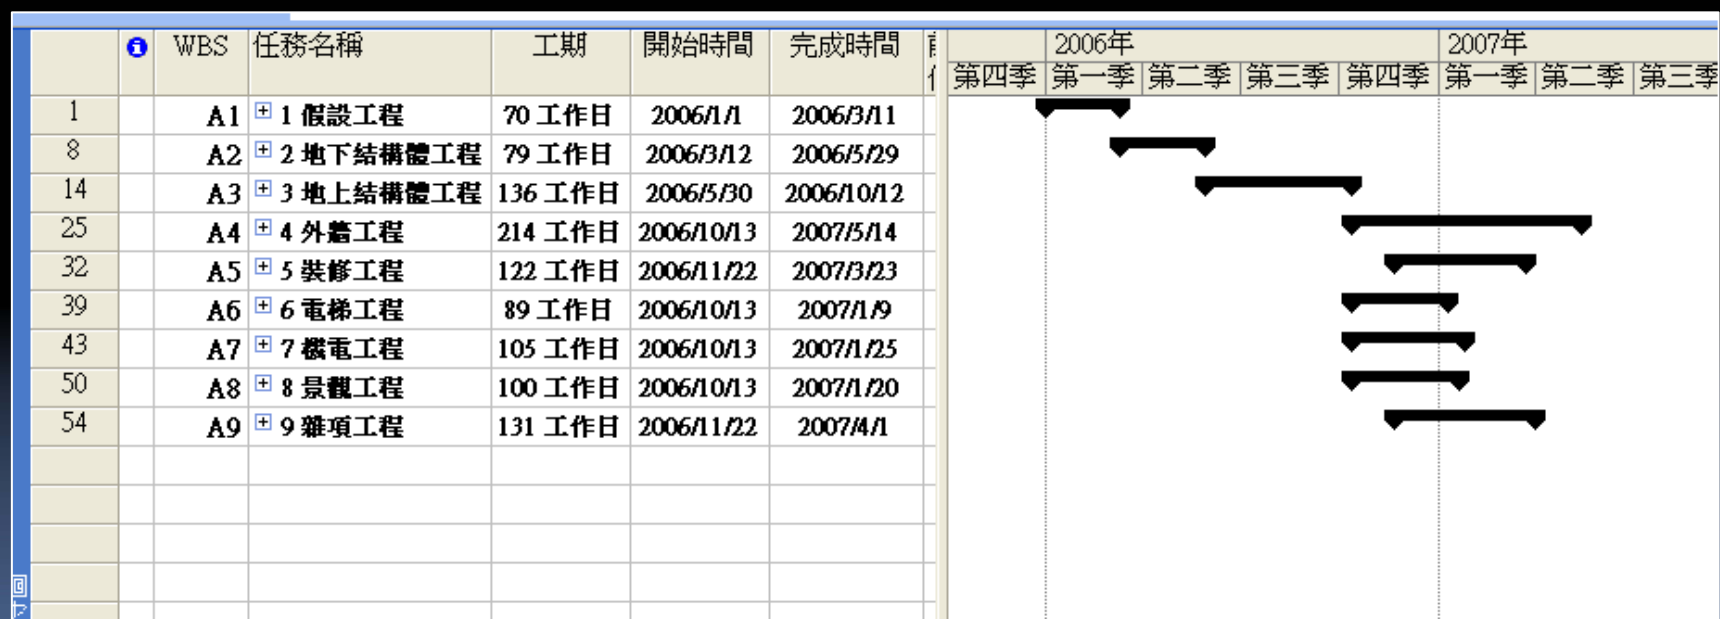 WBS 任務名稱 工期 開始時間 完成時間 2006年 2007年
第四季 第一季 第二季 第三季 第四季 第一季 第二季 第三季
1 A1 1 假設工程 70 工作日 2006/1/1 2006/3/11
8 A2 2 地下結構體工程 79 工作日 2006/3/12 2006/5/29
14 A3 3 地上結構體工程 136 工作日 2006/5/30 2006/10/12
25 A4 4 外牆工程 214 工作日 2006/10/13 2007/5/14
32 A5 5 裝修工程 122 工作日 2006/11/22 2007/3/23
39 A6 6 電梯工程 89 工作日 2006/10/13 2007/1/9
43 A7 7 機電工程 105 工作日 2006/10/13 2007/1/25
50 A8 8 景觀工程 100 工作日 2006/10/13 2007/1/20
54 A9 9 雜項工程 131 工作日 2006/11/22 2007/4/1